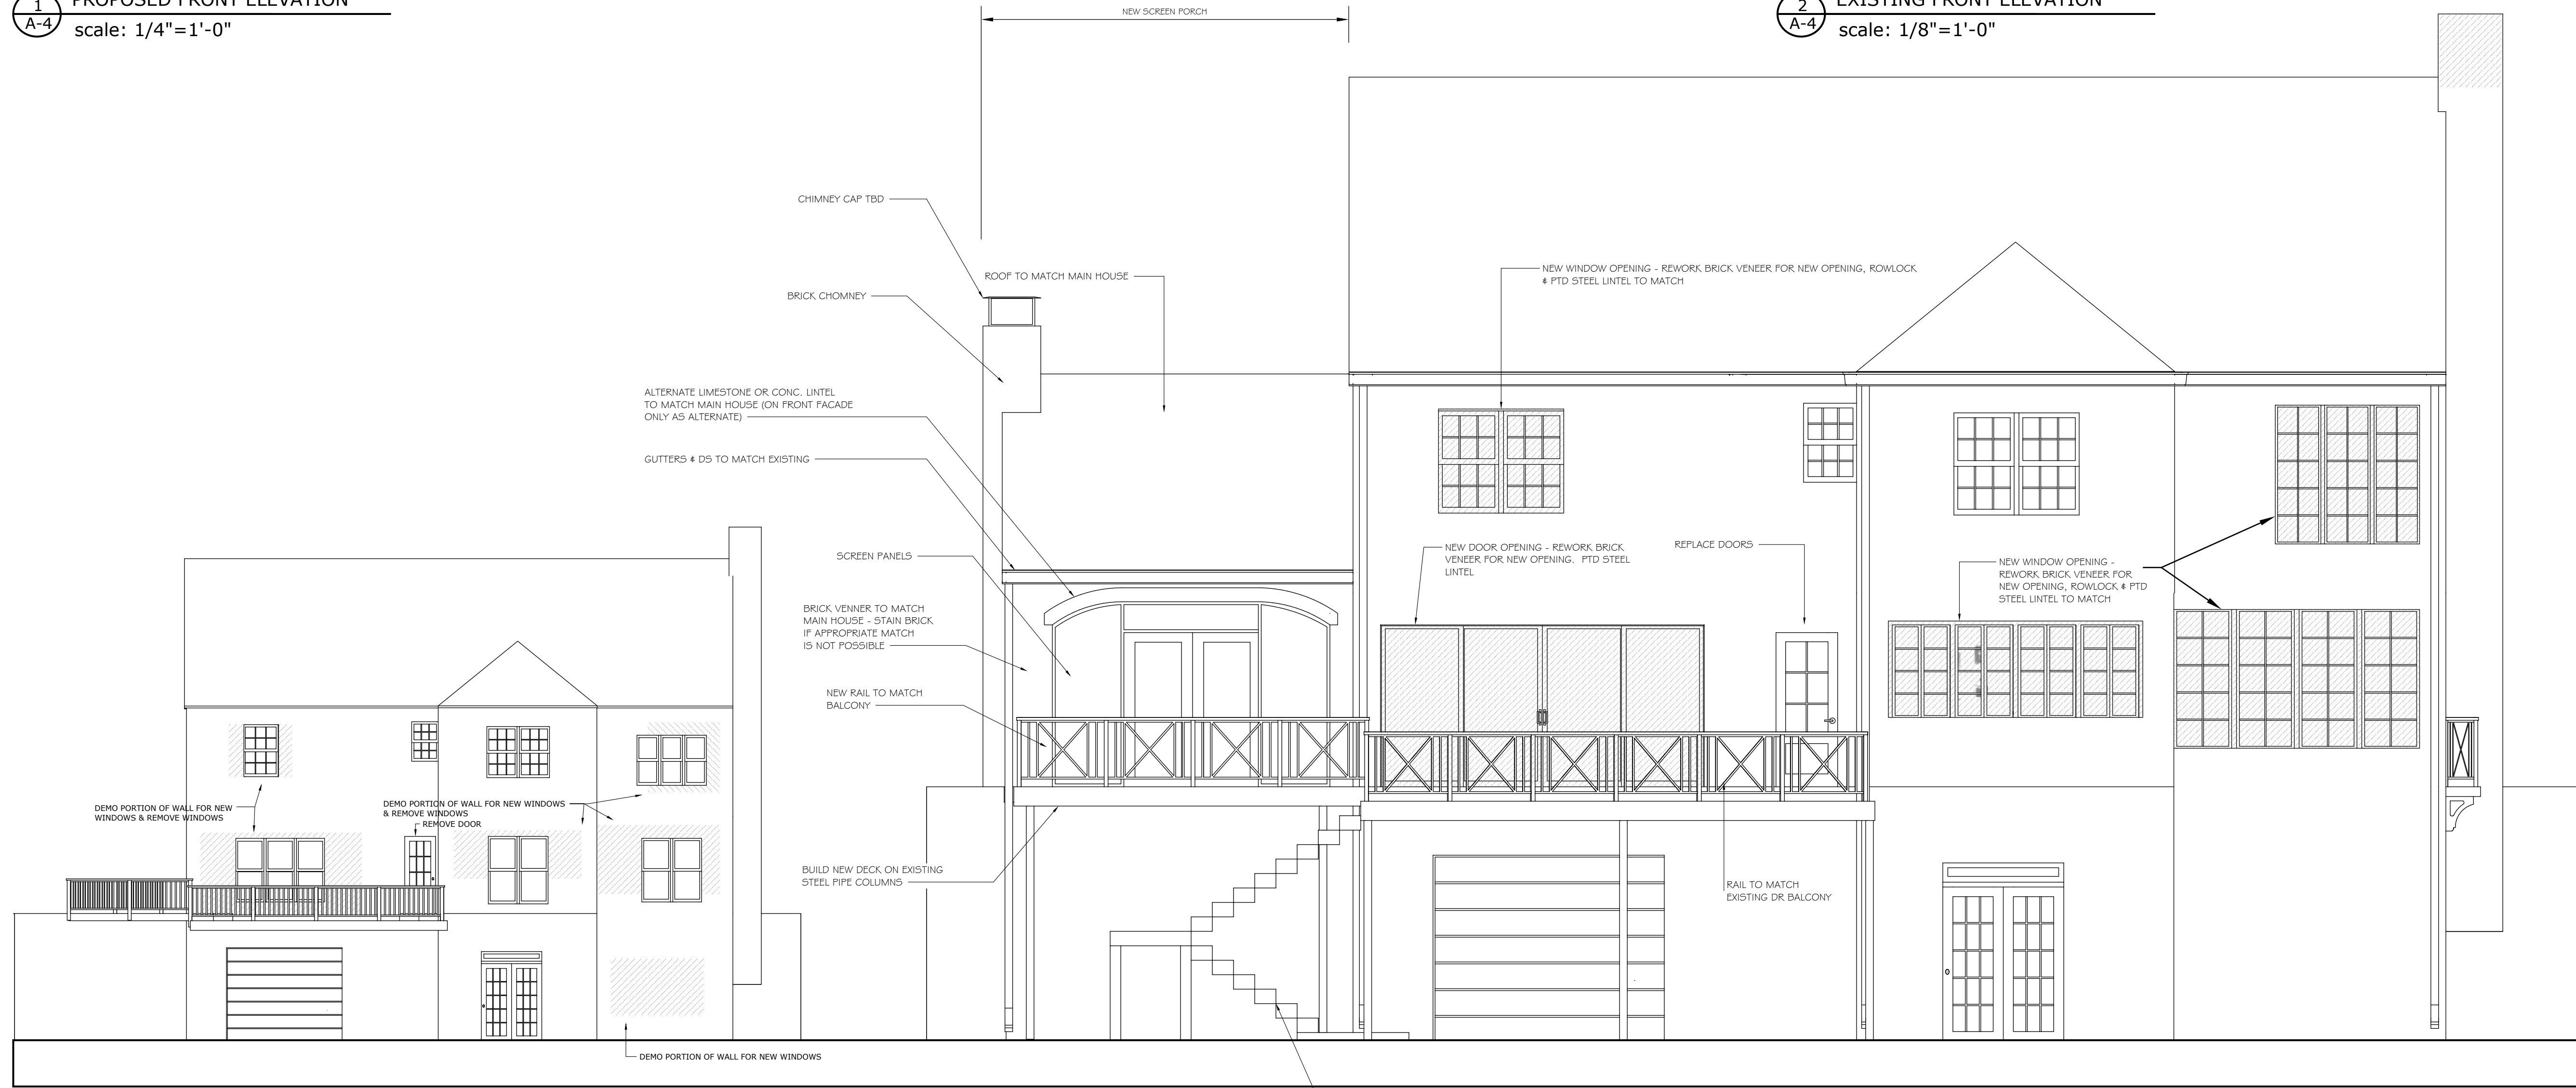 1
A-4
PROPOSED FRONT ELEVATION
scale: 1/4"=1'-0"
NEW SCREEN PORCH
2
A-4
EXISTING FRONT ELEVATION
scale: 1/8"=1'-0"
CHIMNEY CAP TBD
ROOF TO MATCH MAIN HOUSE
BRICK CHOMNEY
NEW WINDOW OPENING - REWORK BRICK VENEER FOR NEW OPENING, ROWLOCK
& PTD STEEL LINTEL TO MATCH
ALTERNATE LIMESTONE OR CONC. LINTEL
TO MATCH MAIN HOUSE (ON FRONT FACADE
ONLY AS ALTERNATE)
GUTTERS & DS TO MATCH EXISTING
SCREEN PANELS
NEW DOOR OPENING - REWORK BRICK
VENEER FOR NEW OPENING. PTD STEEL
LINTEL
REPLACE DOORS
NEW WINDOW OPENING -
REWORK BRICK VENEER FOR
NEW OPENING, ROWLOCK & PTD
STEEL LINTEL TO MATCH
BRICK VENNER TO MATCH
MAIN HOUSE - STAIN BRICK
IF APPROPRIATE MATCH
IS NOT POSSIBLE
NEW RAIL TO MATCH
BALCONY
DEMO PORTION OF WALL FOR NEW
WINDOWS & REMOVE WINDOWS
DEMO PORTION OF WALL FOR NEW WINDOWS
& REMOVE WINDOWS
REMOVE DOOR
BUILD NEW DECK ON EXISTING
STEEL PIPE COLUMNS
RAIL TO MATCH
EXISTING DR BALCONY
DEMO PORTION OF WALL FOR NEW WINDOWS